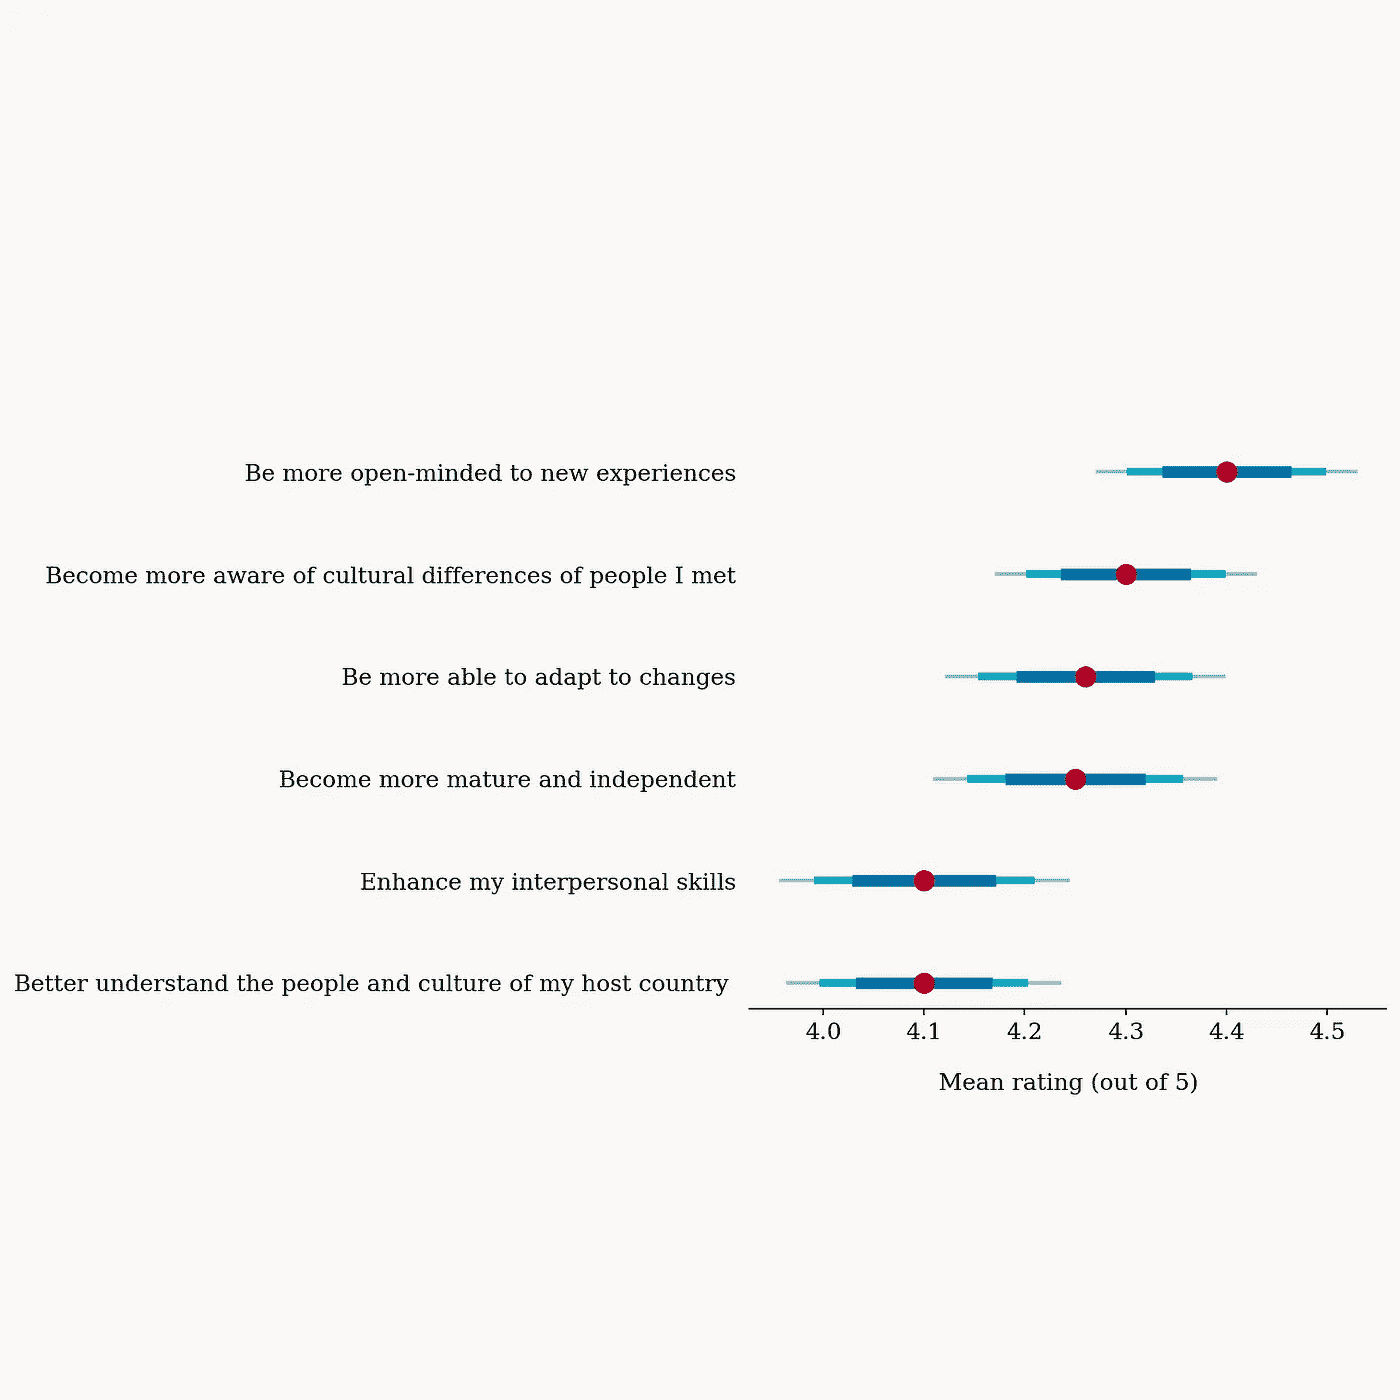 Be more open-minded to new experiences
Become more aware of cultural differences of people I met
Be more able to adapt to changes
Become more mature and independent
Enhance my interpersonal skills
Better understand the people and culture of my host country
4.0 4.1 4.2 4.3 4.4 4.5
Mean rating (out of 5)